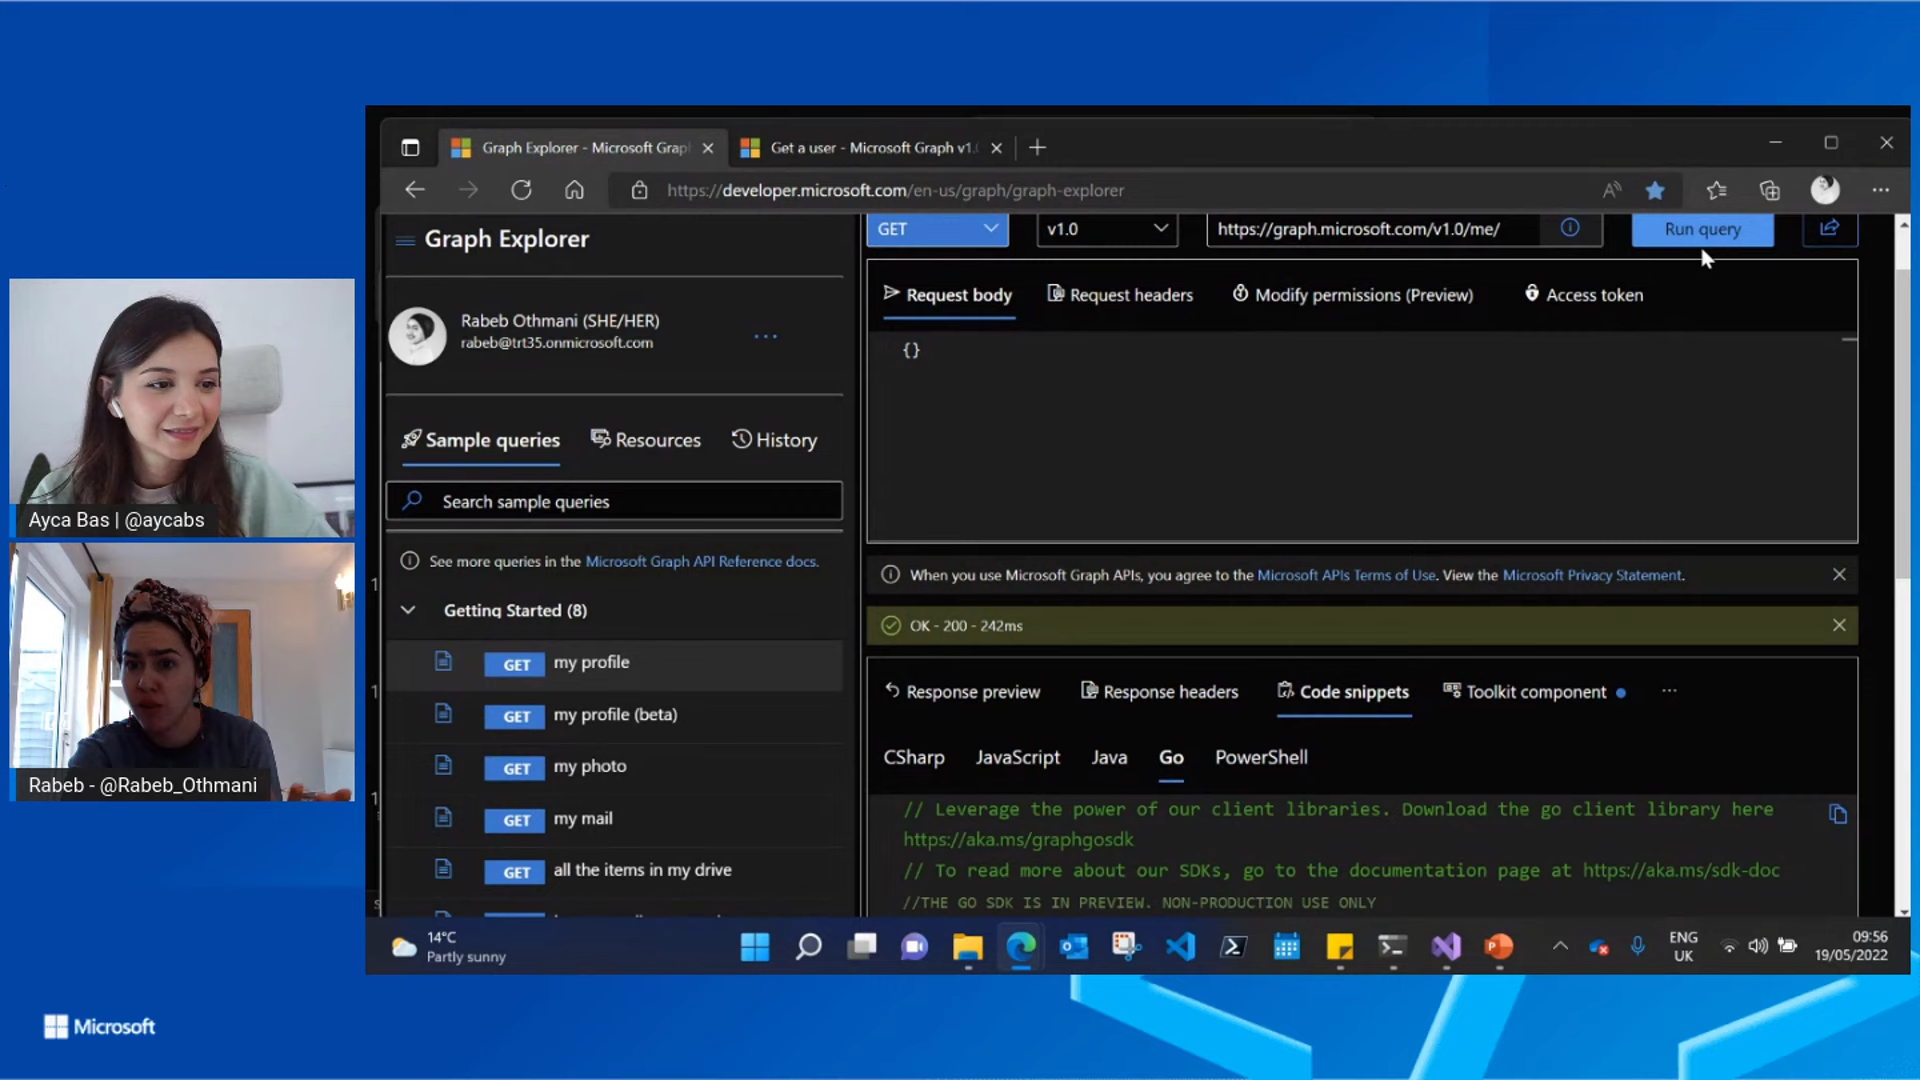 Graph Explorer - Microsoft Grap
Get a user - Microsoft Graph v1.
https://developer.microsoft.com/en-us/graph/graph-explorer
Graph Explorer
GET
v1.0
https://graph.microsoft.com/v1.0/me/
Run query
Request body
Request headers
Modify permissions (Preview)
Access token
{}
Rabeb Othmani (SHE/HER)
rabeb@trt35.onmicrosoft.com
Sample queries
Resources
History
Search sample queries
See more queries in the Microsoft Graph API Reference docs.
Getting Started (8)
GET my profile
GET my profile (beta)
GET my photo
GET my mail
GET all the items in my drive
When you use Microsoft Graph APIs, you agree to the Microsoft APIs Terms of Use. View the Microsoft Privacy Statement.
OK - 200 - 242ms
Response preview
Response headers
Code snippets
Toolkit component
CSharp
JavaScript
Java
Go
PowerShell
// Leverage the power of our client libraries. Download the go client library here
https://aka.ms/graphgosdk
// To read more about our SDKs, go to the documentation page at https://aka.ms/sdk-doc
//THE GO SDK IS IN PREVIEW. NON-PRODUCTION USE ONLY
Ayca Bas | @aycabs
Rabeb - @Rabeb_Othmani
14°C
Partly sunny
ENG
UK
09:56
19/05/2022
Microsoft